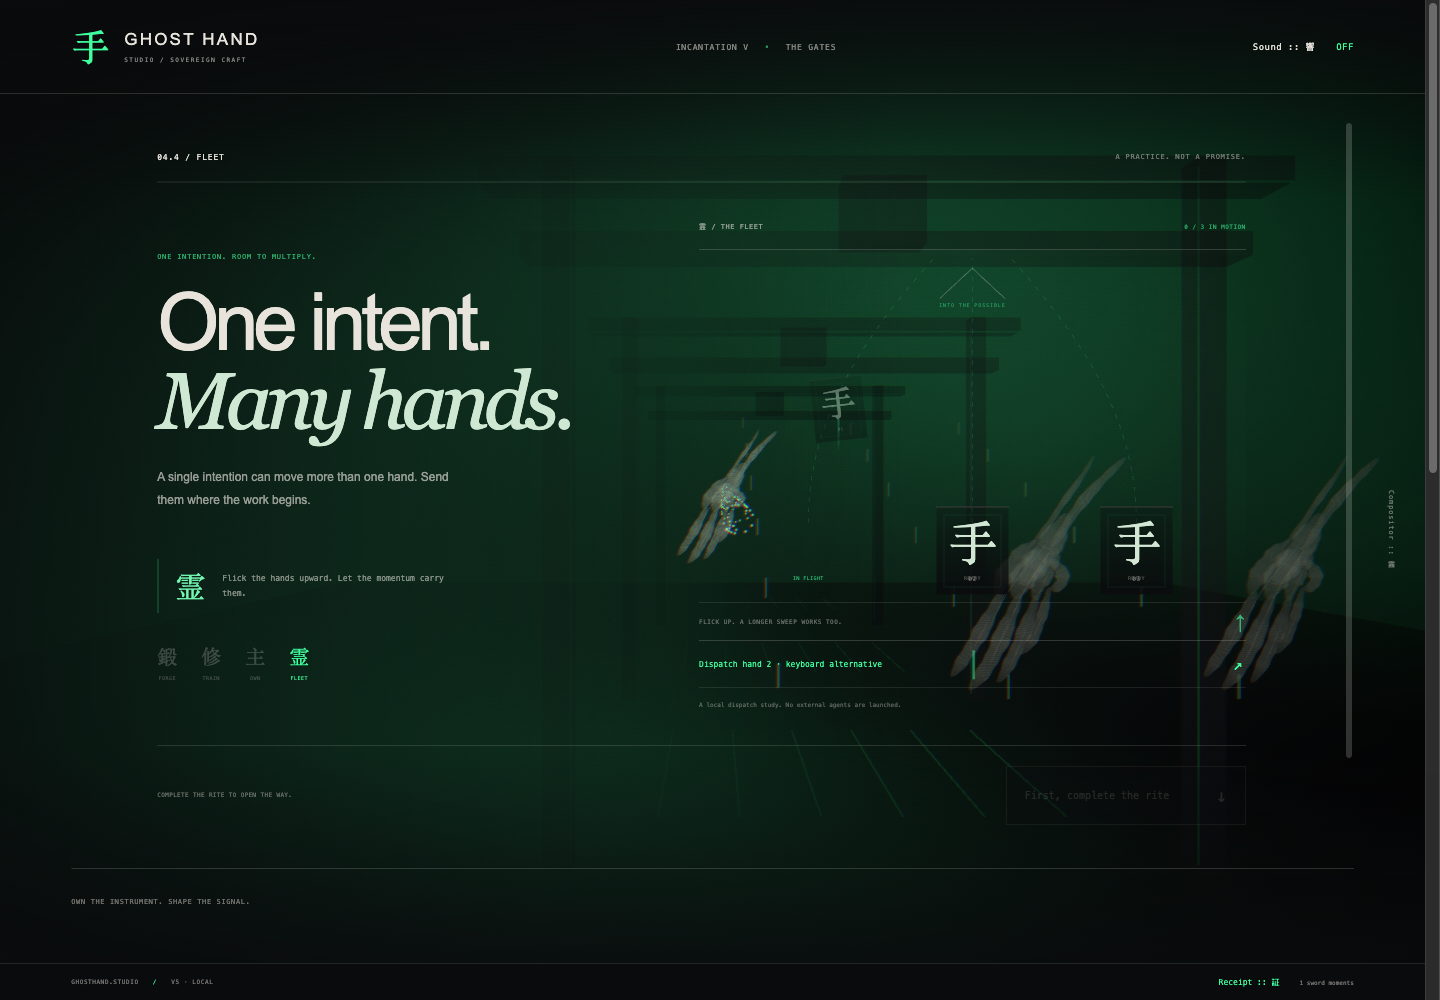 手 GHOST HAND
STUDIO / SOVEREIGN CRAFT
INCANTATION V • THE GATES
Sound :: 響 OFF
04.4 / FLEET
A PRACTICE. NOT A PROMISE.
霊 / THE FLEET
0 / 3 IN MOTION
ONE INTENTION. ROOM TO MULTIPLY.
One intent.
Many hands.
A single intention can move more than one hand. Send
them where the work begins.
霊
Flick the hands upward. Let the momentum carry
them.
鍛 修 主 霊
FORGE TRAIN OWN FLEET
INTO THE POSSIBLE
手
手
手
IN FLIGHT
FLICK UP. A LONGER SWEEP WORKS TOO. ↑
Dispatch hand 2 · keyboard alternative ↗
A local dispatch study. No external agents are launched.
COMPLETE THE RITE TO OPEN THE WAY.
First, complete the rite ↓
Compositor :: 霊
OWN THE INSTRUMENT. SHAPE THE SIGNAL.
GHOSTHAND.STUDIO / V5 · LOCAL
Receipt :: 証
1 sword moments